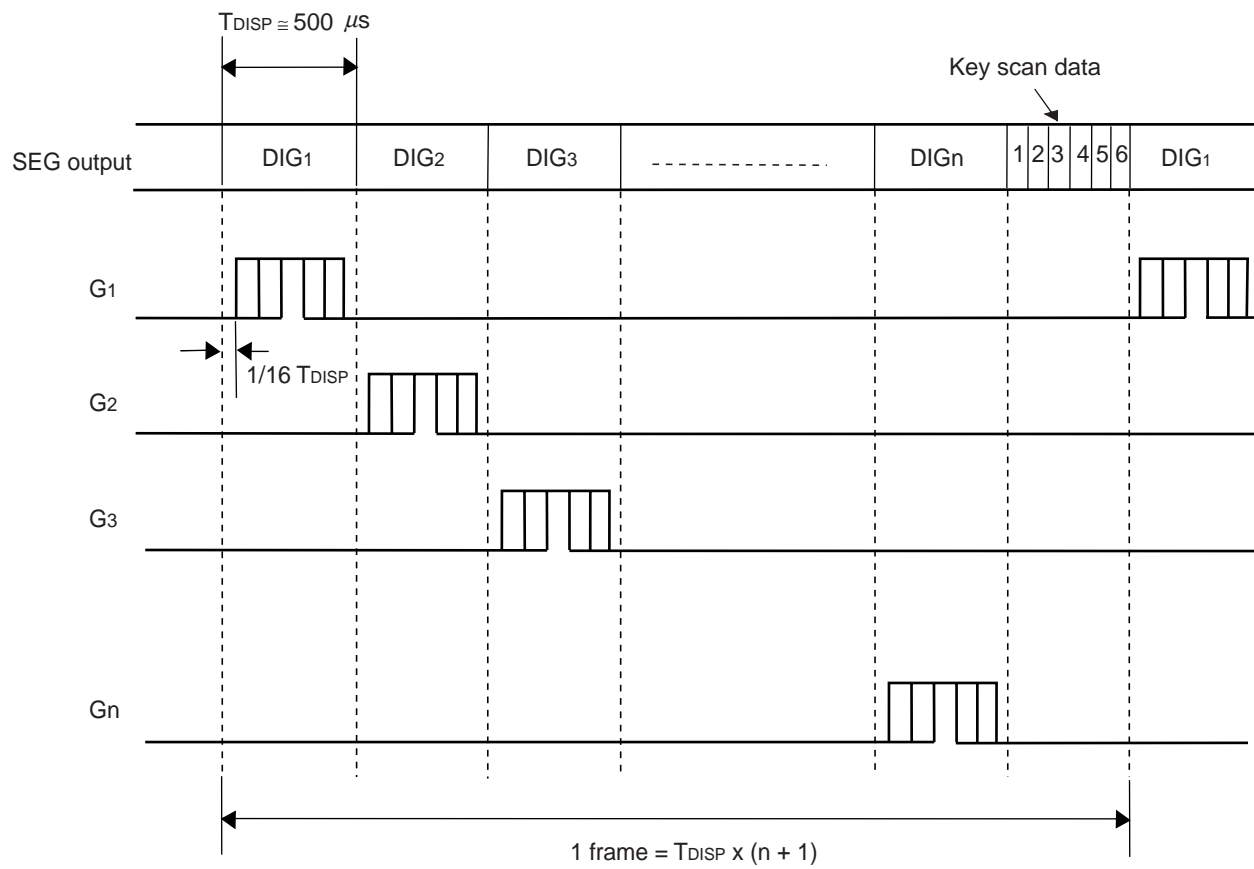 TDISP ≅ 500 μs
Key scan data
SEG output DIG1 DIG2 DIG3 DIGn 1 2 3 4 5 6 DIG1
G1
1/16 TDISP
G2
G3
Gn
1 frame = TDISP x (n + 1)